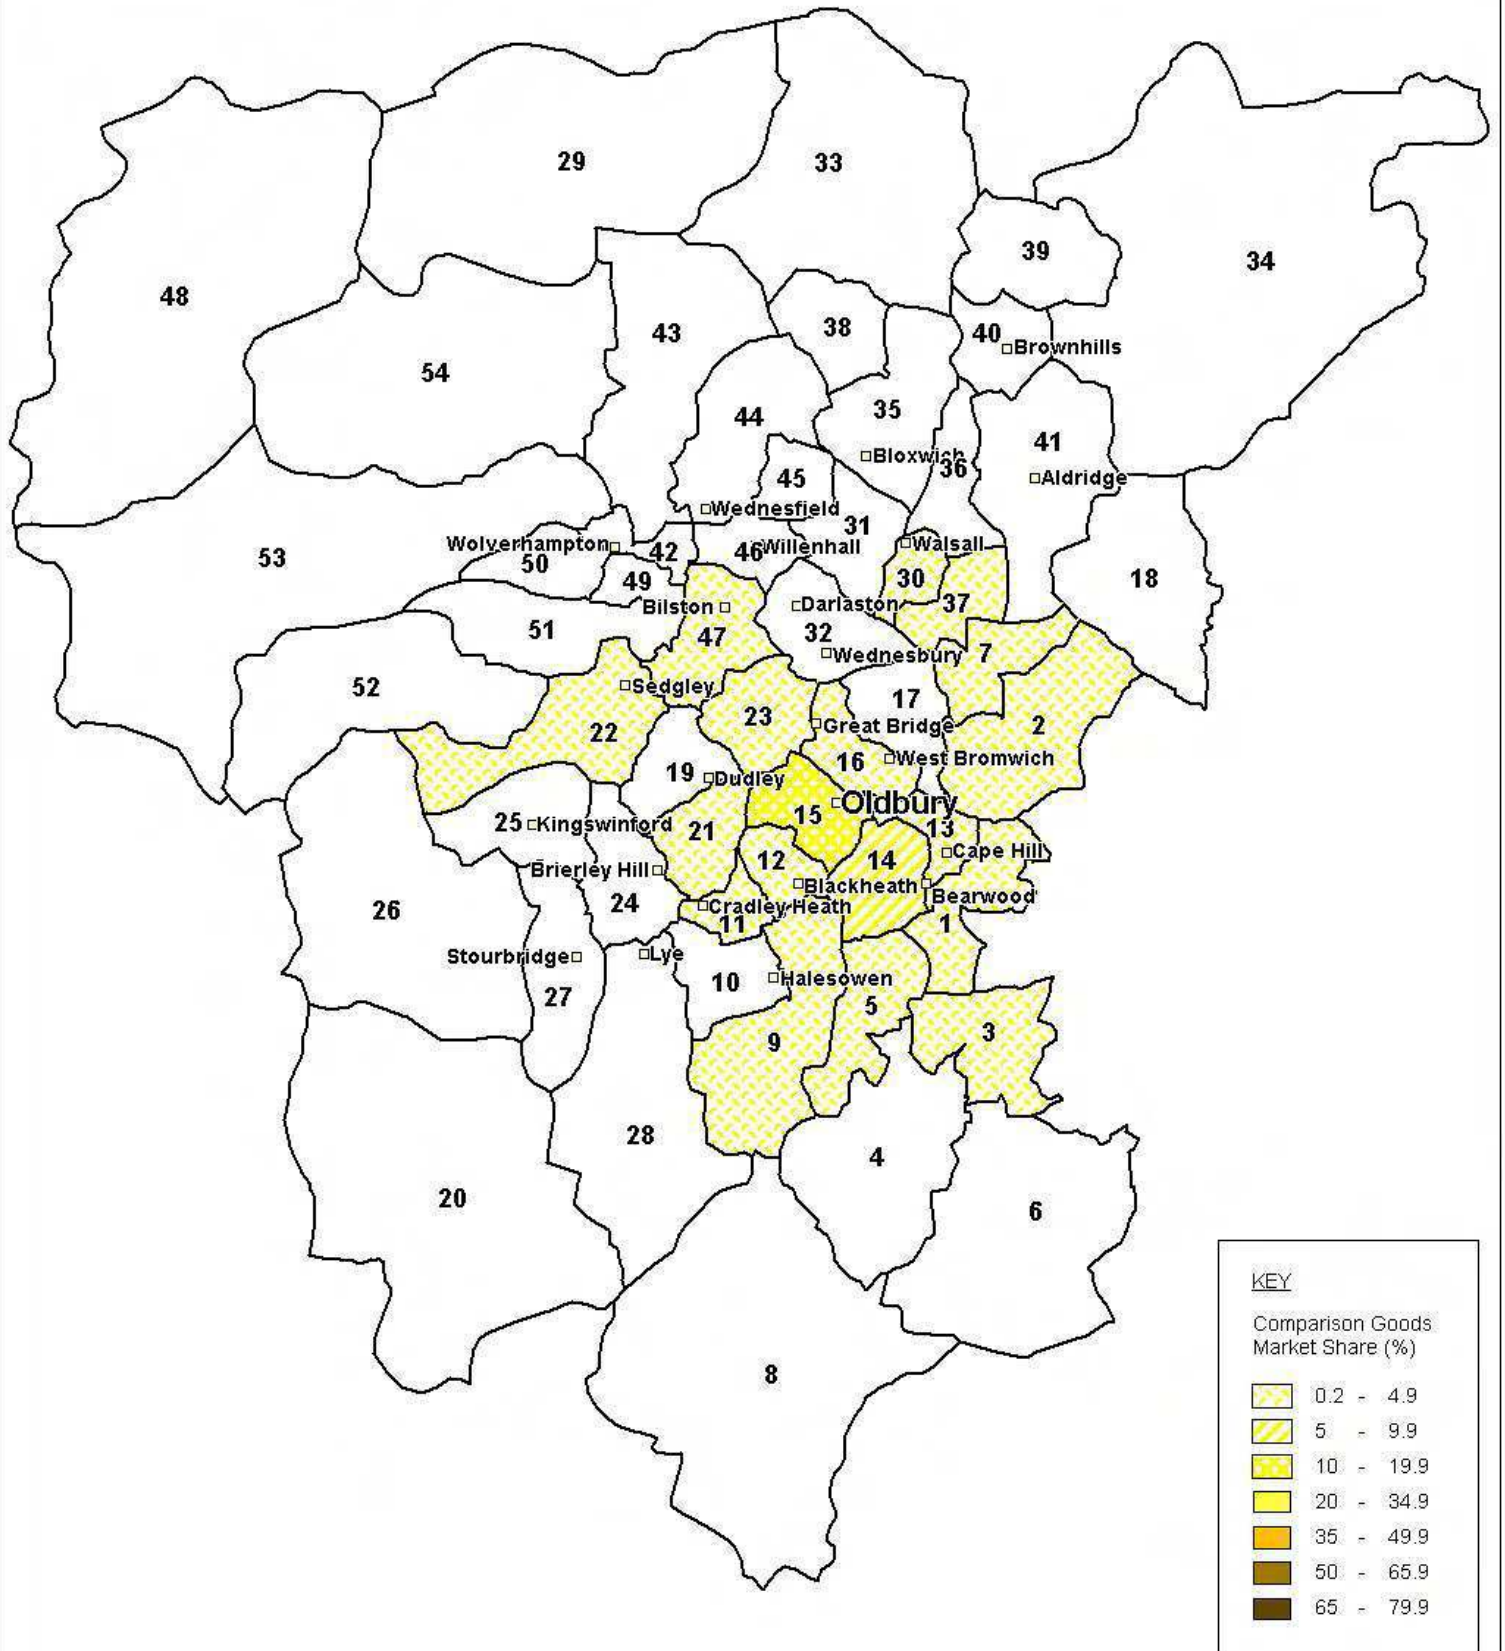 29
33
48
39
34
43
38
40
Brownhills
54
44
35
41
Bloxwich
36
45
Aldridge
Wednesfield
31
53
Wolverhampton
42
46
Willenhall
Walsall
50
49
30
18
Bilston
Darlaston
37
51
47
32
Wednesbury
7
52
Sedgley
17
22
23
Great Bridge
2
16
West Bromwich
19
Dudley
15
Oldbury
25
Kingswinford
21
13
Cape Hill
12
14
Brierley Hill
Blackheath
Bearwood
26
24
Cradley Heath
11
1
Stourbridge
Lye
10
Halesowen
27
5
9
3
28
4
20
6
8
KEY
Comparison Goods
Market Share (%)
0.2 - 4.9
5 - 9.9
10 - 19.9
20 - 34.9
35 - 49.9
50 - 65.9
65 - 79.9